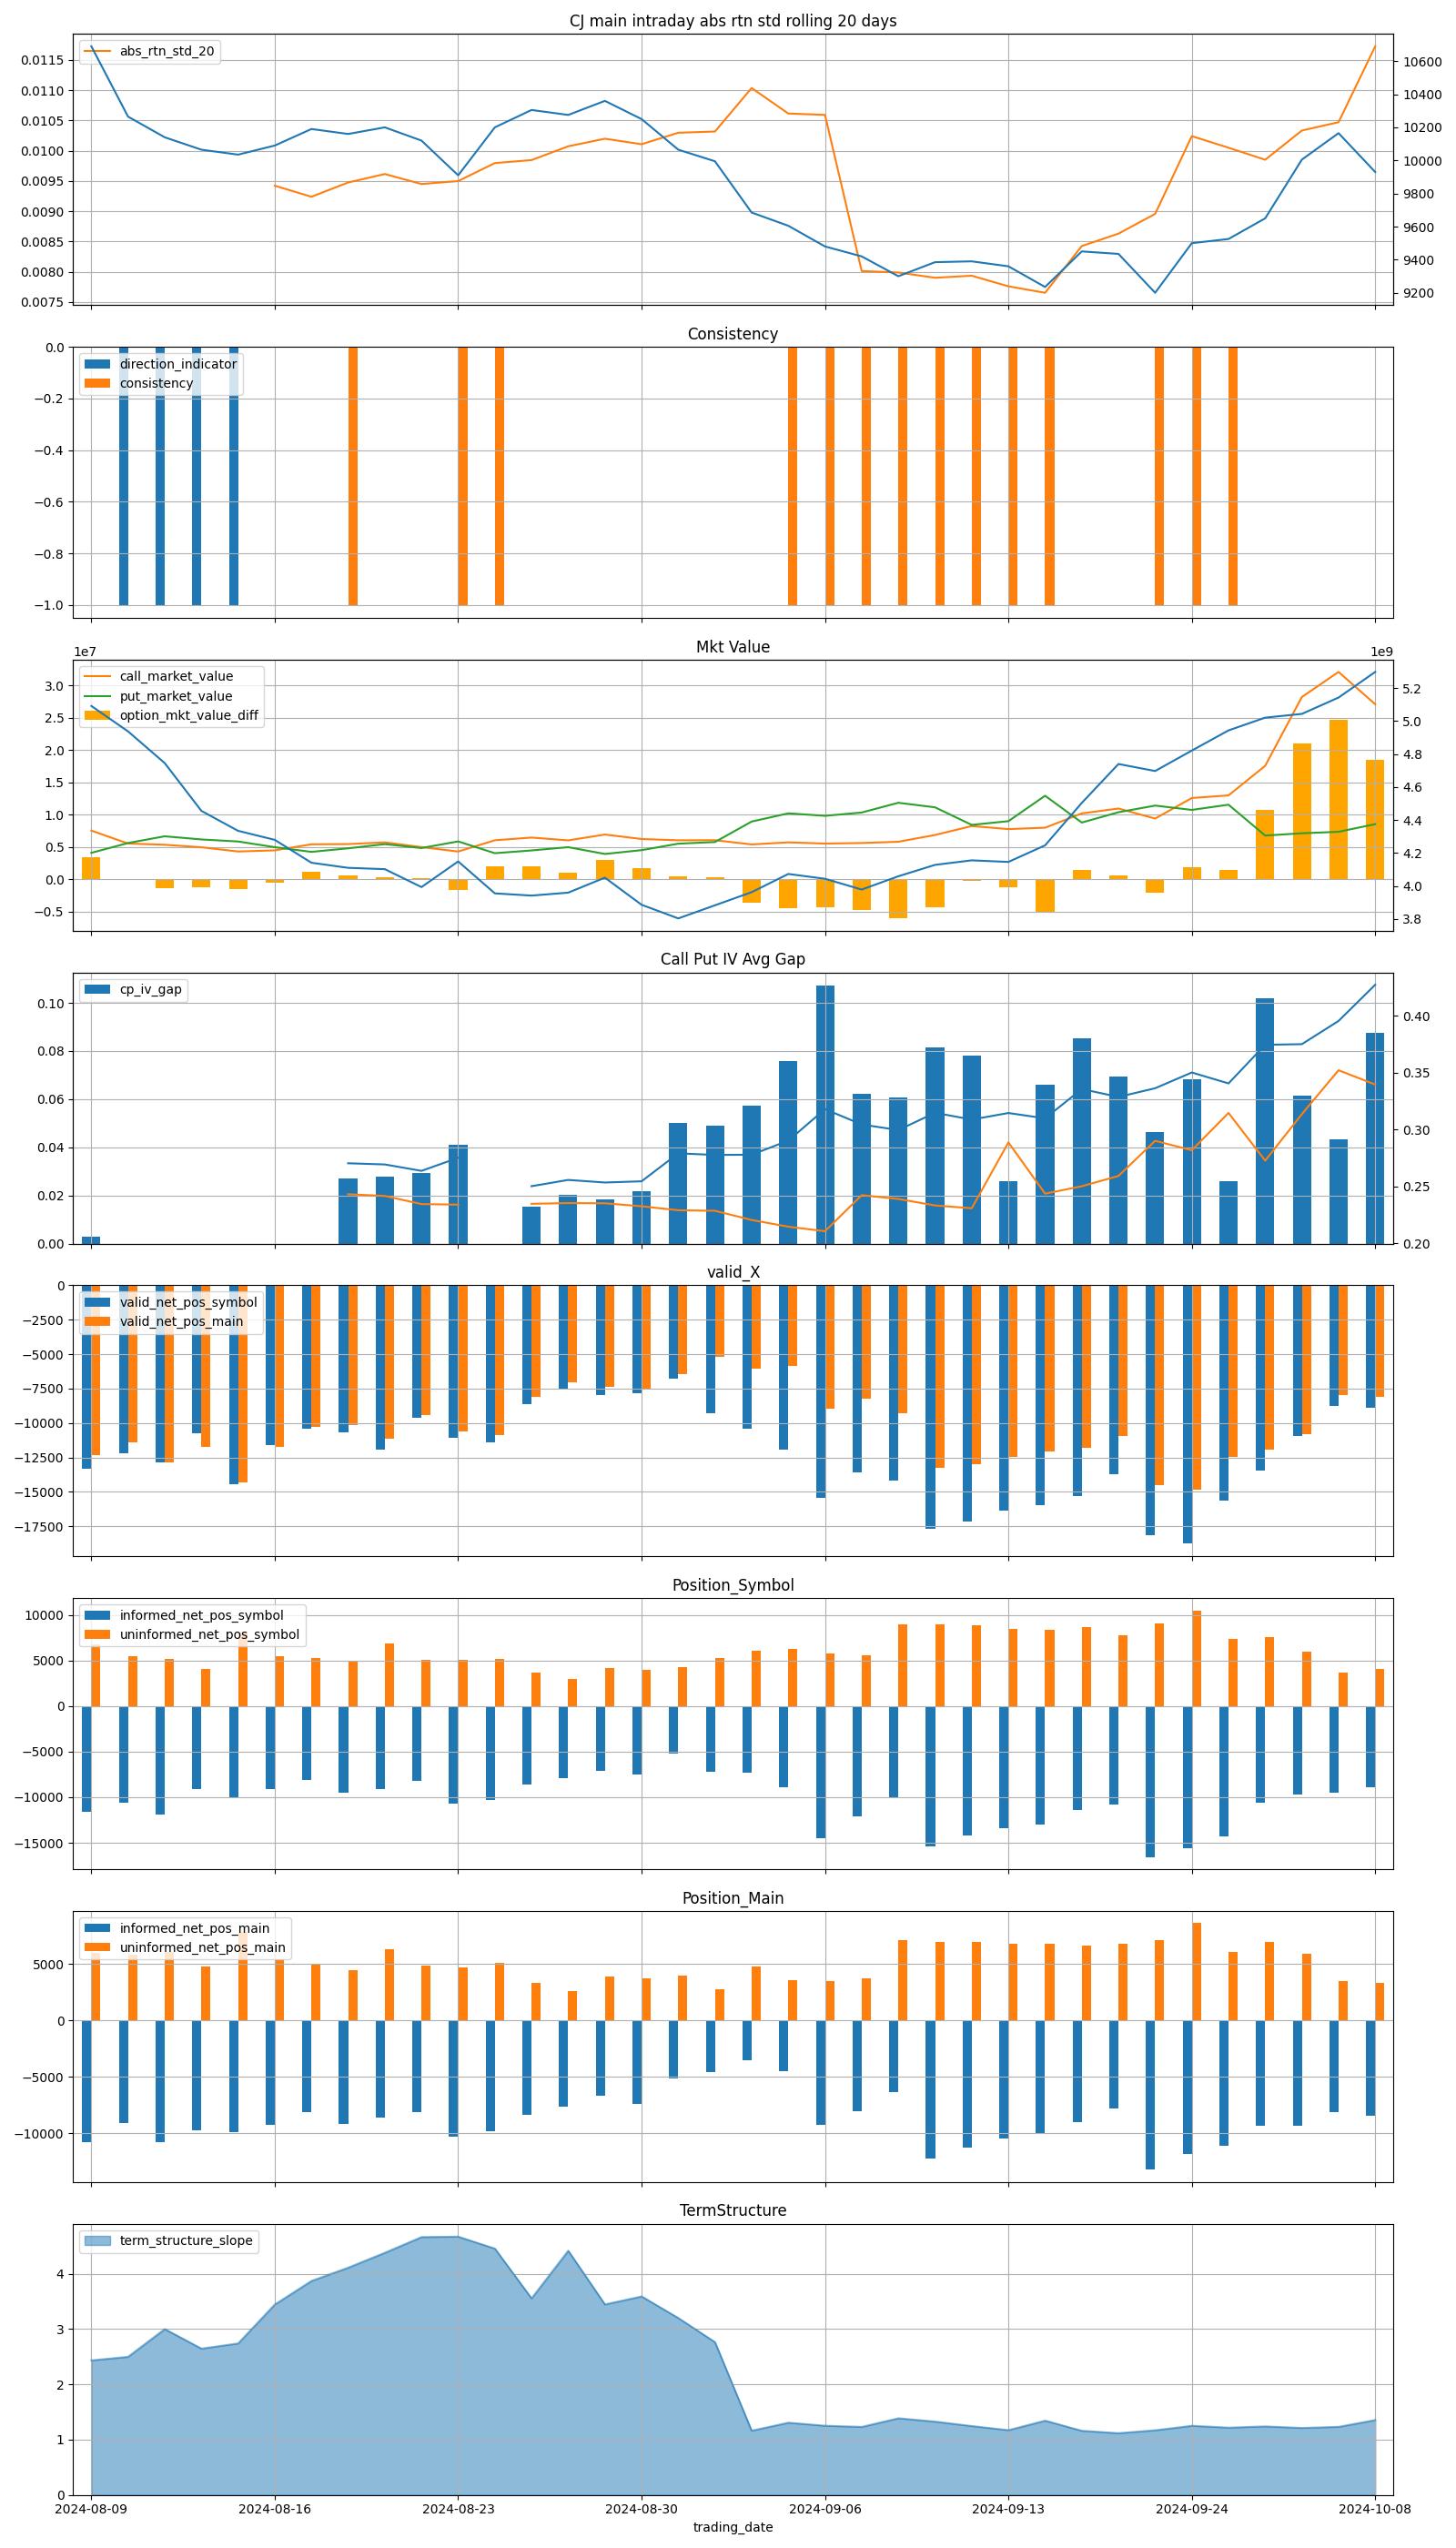 CJ main intraday abs rtn std rolling 20 days
abs_rtn_std_20
0.0115
0.0110
0.0105
0.0100
0.0095
0.0090
0.0085
0.0080
0.0075
10600
10400
10200
10000
9800
9600
9400
9200
Consistency
direction_indicator
consistency
0.0
−0.2
−0.4
−0.6
−0.8
−1.0
Mkt Value
1e7
1e9
call_market_value
put_market_value
option_mkt_value_diff
3.0
2.5
2.0
1.5
1.0
0.5
0.0
−0.5
5.2
5.0
4.8
4.6
4.4
4.2
4.0
3.8
Call Put IV Avg Gap
cp_iv_gap
0.10
0.08
0.06
0.04
0.02
0.00
0.40
0.35
0.30
0.25
0.20
valid_X
valid_net_pos_symbol
valid_net_pos_main
0
−2500
−5000
−7500
−10000
−12500
−15000
−17500
Position_Symbol
informed_net_pos_symbol
uninformed_net_pos_symbol
10000
5000
0
−5000
−10000
−15000
Position_Main
informed_net_pos_main
uninformed_net_pos_main
5000
0
−5000
−10000
TermStructure
term_structure_slope
4
3
2
1
0
2024-08-09 2024-08-16 2024-08-23 2024-08-30 2024-09-06 2024-09-13 2024-09-24 2024-10-08
trading_date